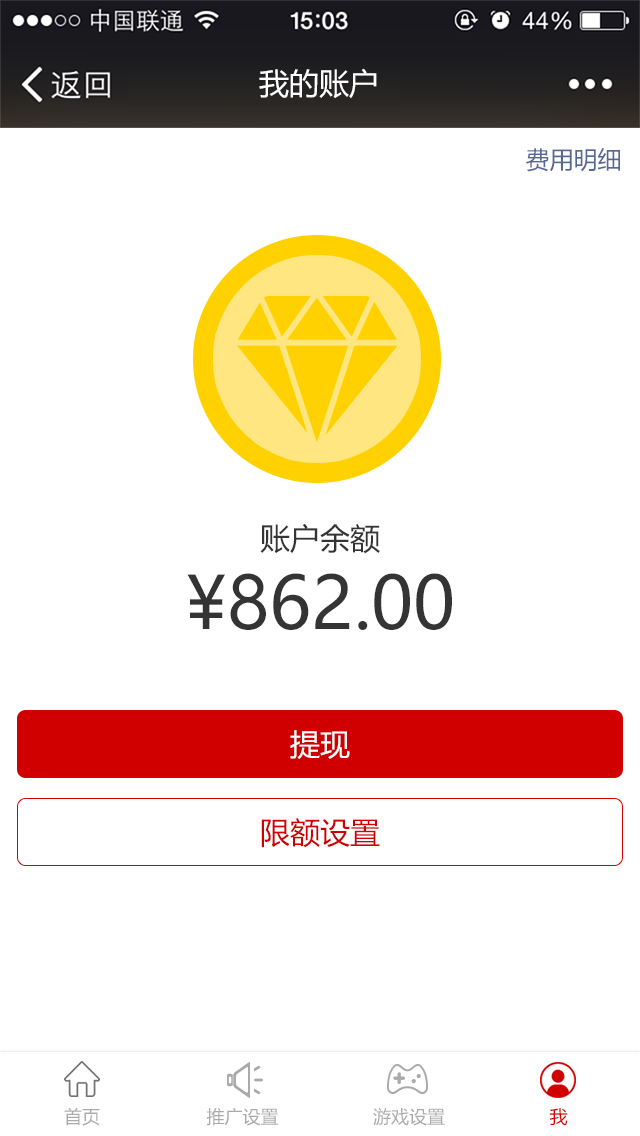 中国联通 15:03 44%
返回 我的账户
费用明细
账户余额
¥862.00
提现
限额设置
首页 推广设置 游戏设置 我